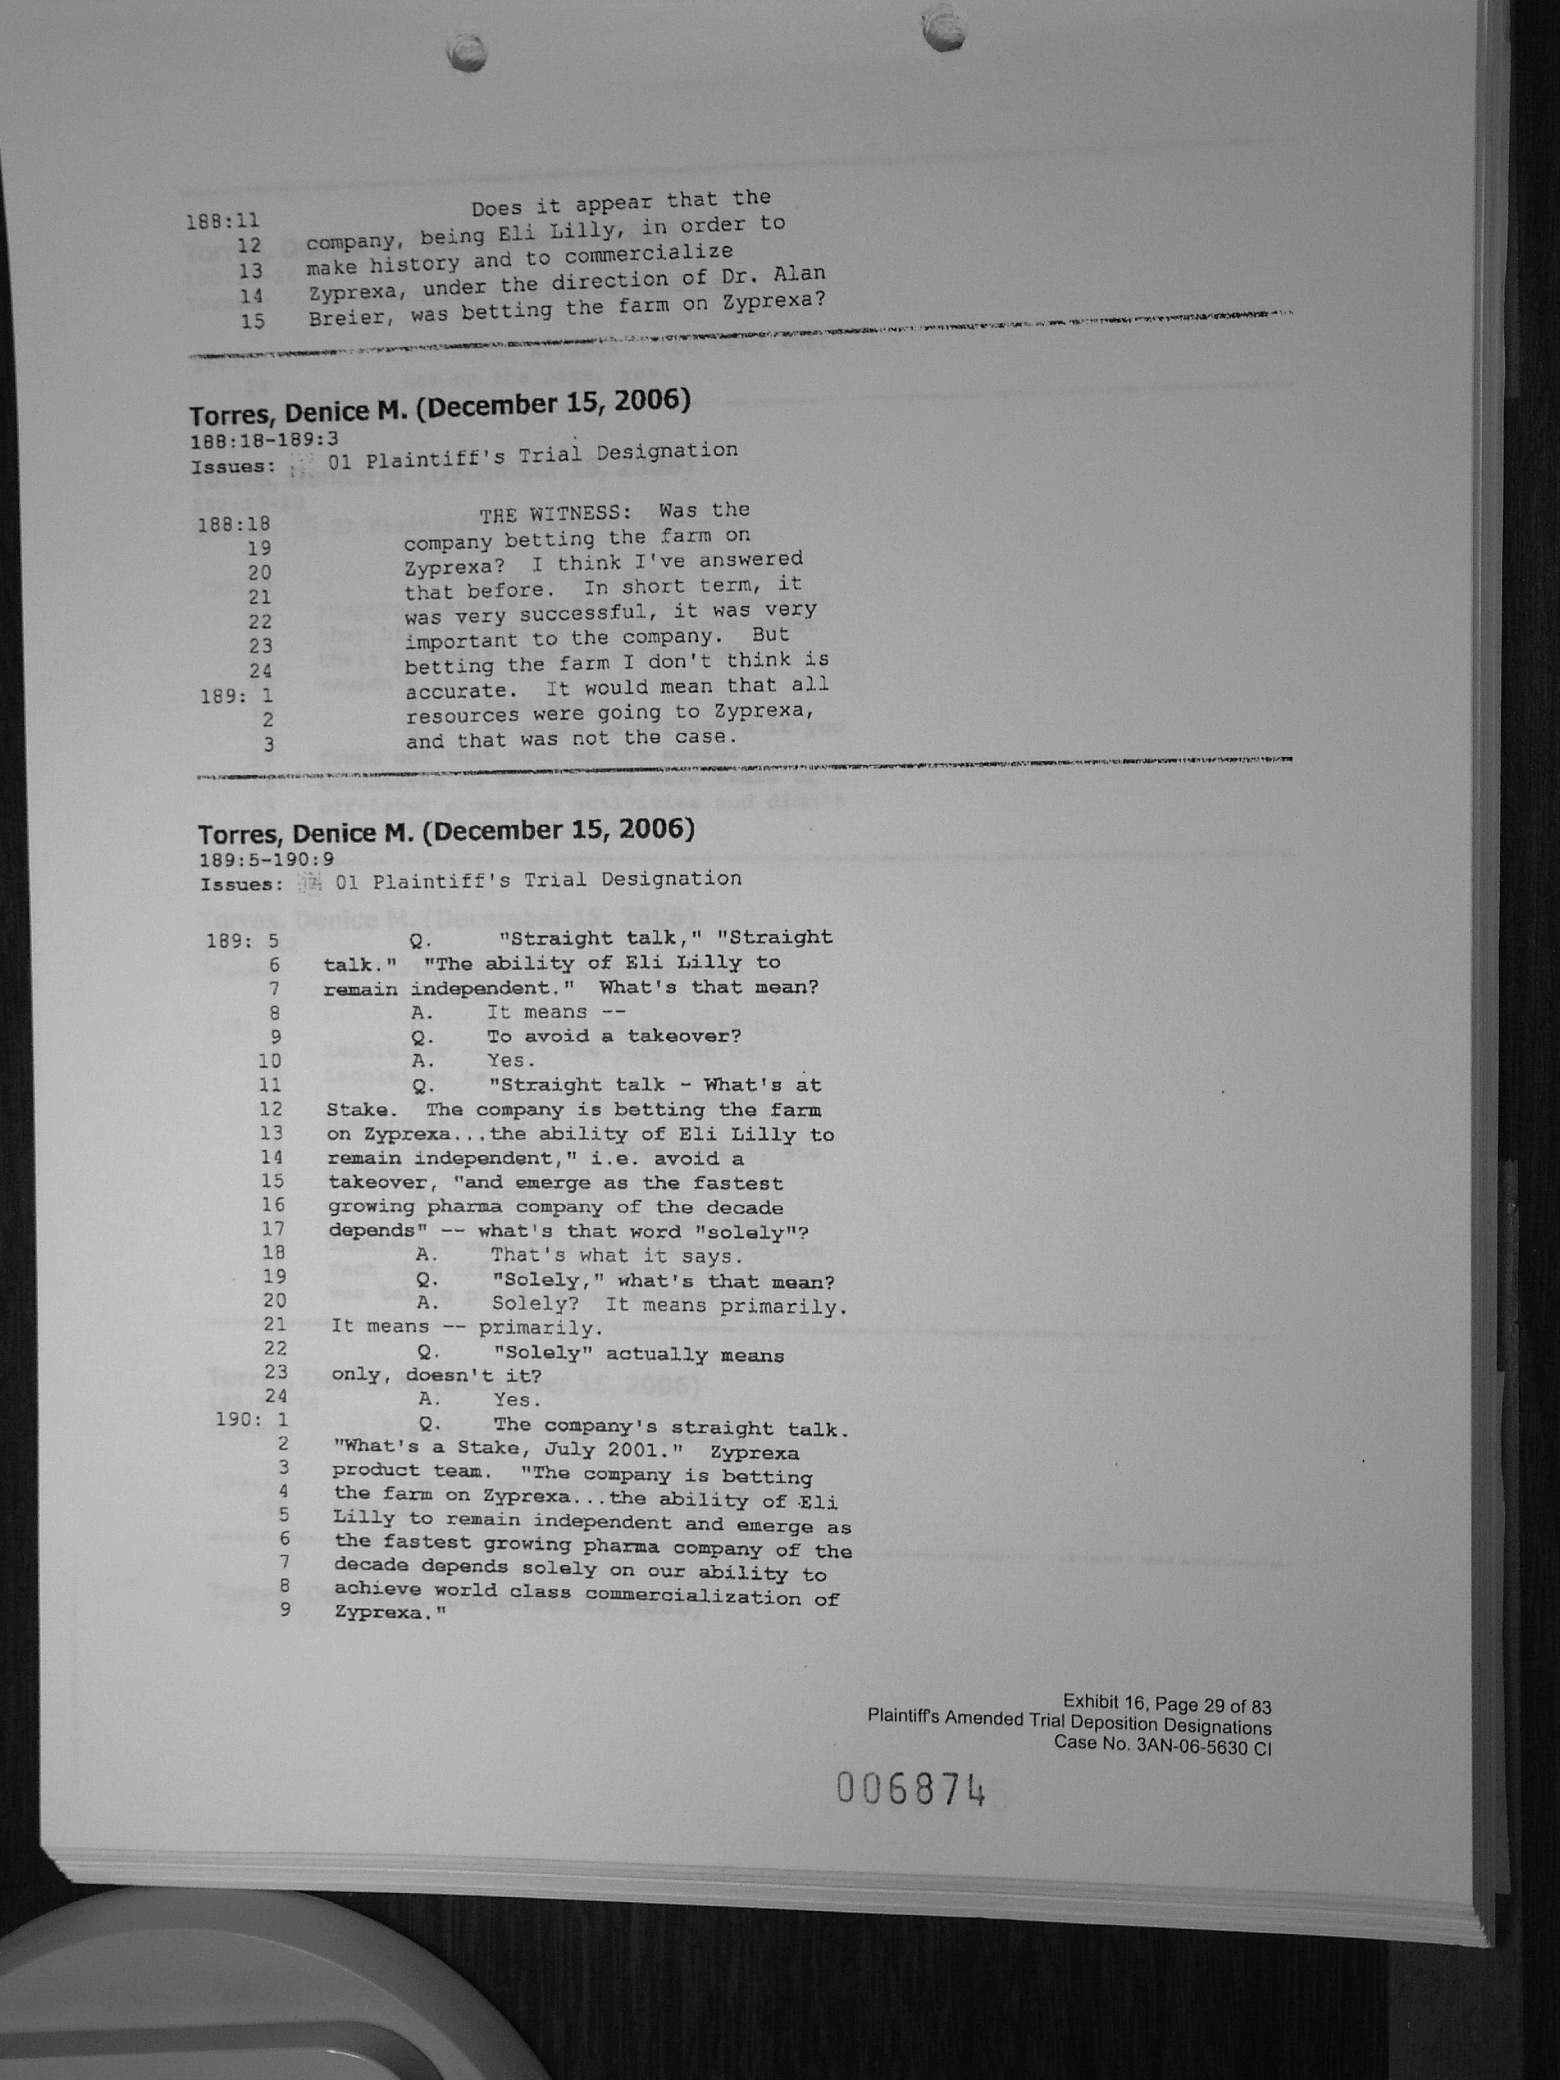 188:11 Does it appear that the
12 company, being Eli Lilly, in order to
13 make history and to commercialize
14 Zyprexa, under the direction of Dr. Alan
15 Breier, was betting the farm on Zyprexa?
Torres, Denice M. (December 15, 2006)
188:18-189:3
Issues: 01 Plaintiff's Trial Designation
188:18 THE WITNESS: Was the
19 company betting the farm on
20 Zyprexa? I think I've answered
21 that before. In short term, it
22 was very successful, it was very
23 important to the company. But
24 betting the farm I don't think is
189: 1 accurate. It would mean that all
2 resources were going to Zyprexa,
3 and that was not the case.
Torres, Denice M. (December 15, 2006)
189:5-190:9
Issues: 01 Plaintiff's Trial Designation
189: 5 Q. "Straight talk," "Straight
6 talk." "The ability of Eli Lilly to
7 remain independent." What's that mean?
8 A. It means --
9 Q. To avoid a takeover?
10 A. Yes.
11 Q. "Straight talk - What's at
12 Stake. The company is betting the farm
13 on Zyprexa...the ability of Eli Lilly to
14 remain independent," i.e. avoid a
15 takeover, "and emerge as the fastest
16 growing pharma company of the decade
17 depends" -- what's that word "solely"?
18 A. That's what it says.
19 Q. "Solely," what's that mean?
20 A. Solely? It means primarily.
21 It means -- primarily.
22 Q. "Solely" actually means
23 only, doesn't it?
24 A. Yes.
190: 1 Q. The company's straight talk.
2 "What's a Stake, July 2001." Zyprexa
3 product team. "The company is betting
4 the farm on Zyprexa...the ability of Eli
5 Lilly to remain independent and emerge as
6 the fastest growing pharma company of the
7 decade depends solely on our ability to
8 achieve world class commercialization of
9 Zyprexa."
Exhibit 16, Page 29 of 83
Plaintiff's Amended Trial Deposition Designations
Case No. 3AN-06-5630 CI
006874